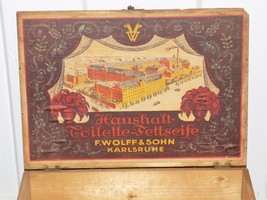 Haushalt-
Toilette-Fettseife
F. WOLFF & SOHN
KARLSRUHE